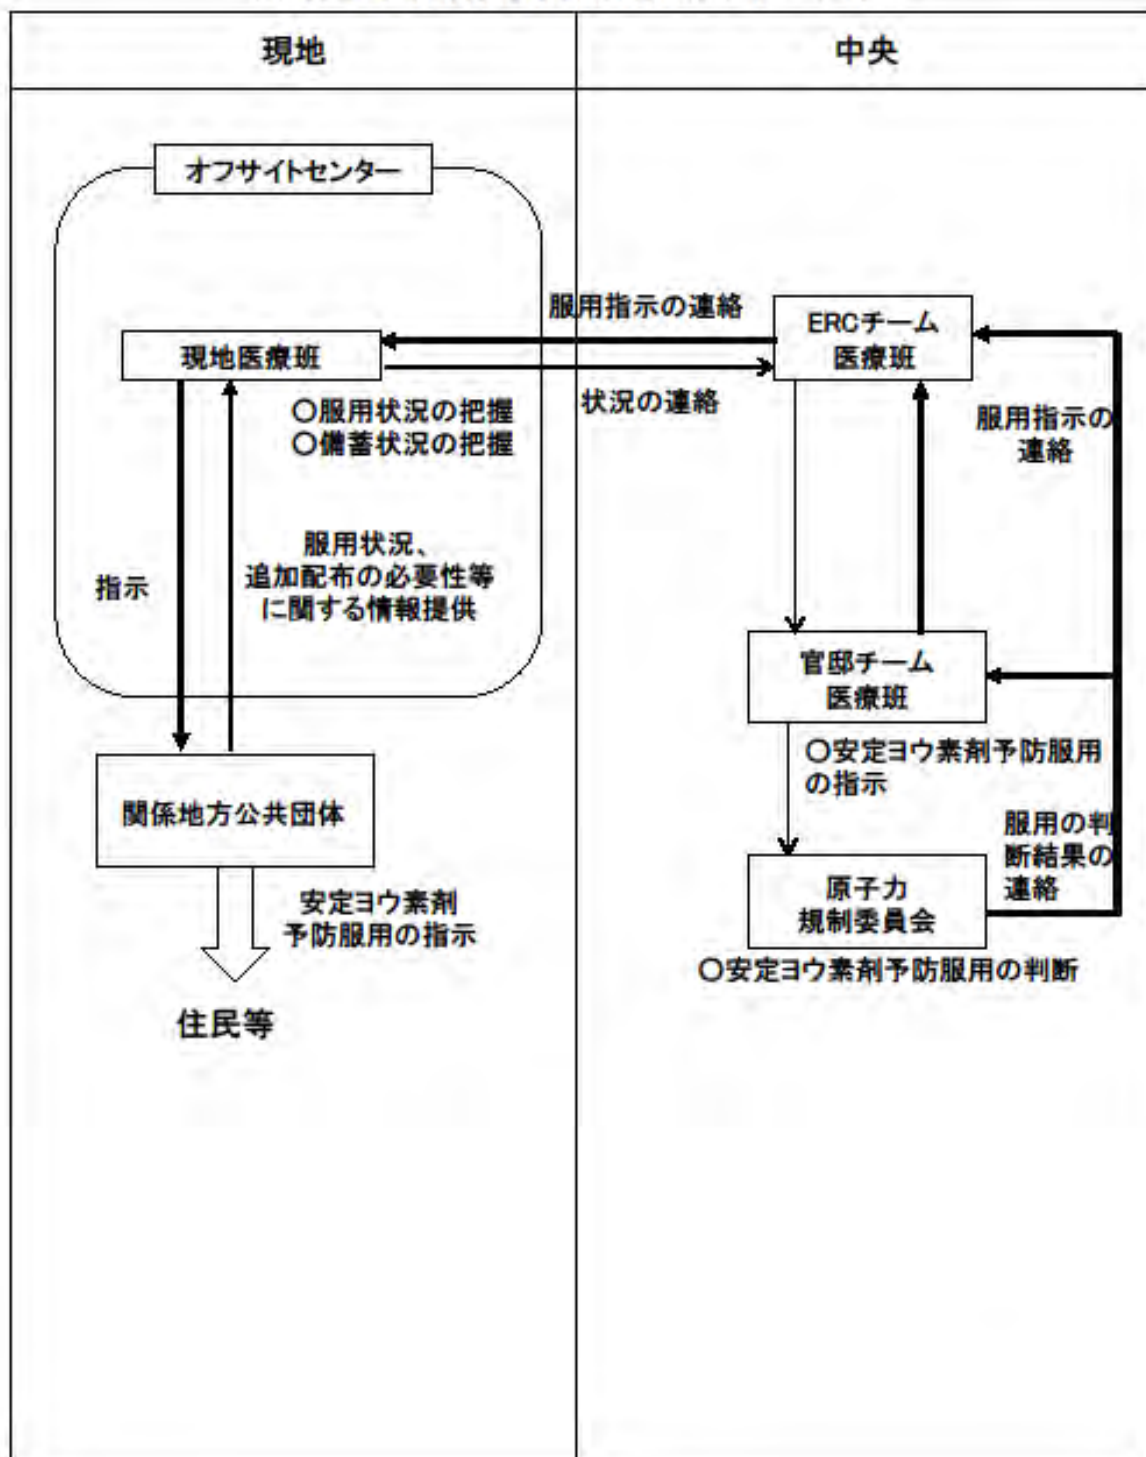 現地
中央
オフサイトセンター
現地医療班
〇服用状況の把握
〇備蓄状況の把握
指示
服用状況、
追加配布の必要性等
に関する情報提供
関係地方公共団体
安定ヨウ素剤
予防服用の指示
住民等
服用指示の連絡
状況の連絡
ERCチーム
医療班
服用指示の
連絡
官邸チーム
医療班
〇安定ヨウ素剤予防服用
の指示
服用の判
断結果の
連絡
原子力
規制委員会
〇安定ヨウ素剤予防服用の判断